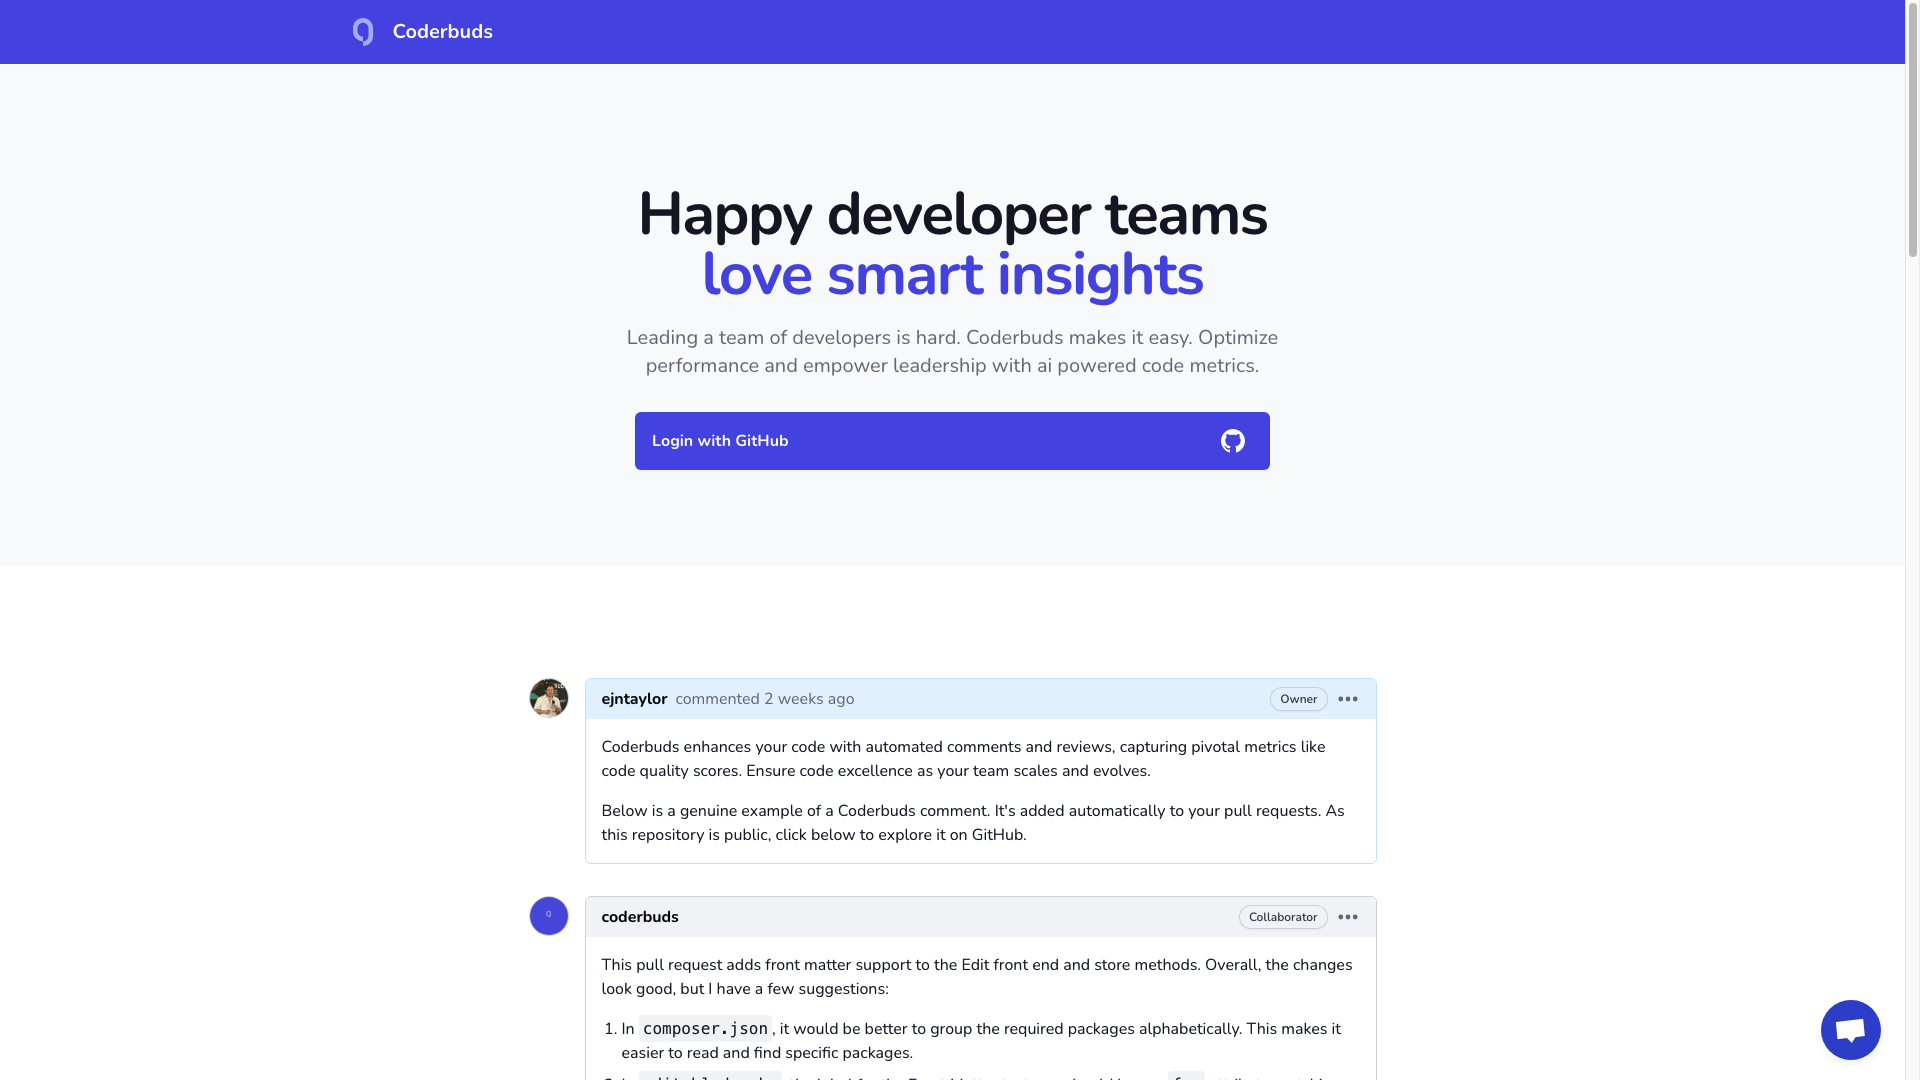 Coderbuds
Happy developer teams
love smart insights
Leading a team of developers is hard. Coderbuds makes it easy. Optimize
performance and empower leadership with ai powered code metrics.
Login with GitHub
ejntaylor commented 2 weeks ago Owner
Coderbuds enhances your code with automated comments and reviews, capturing pivotal metrics like
code quality scores. Ensure code excellence as your team scales and evolves.
Below is a genuine example of a Coderbuds comment. It's added automatically to your pull requests. As
this repository is public, click below to explore it on GitHub.
coderbuds Collaborator
This pull request adds front matter support to the Edit front end and store methods. Overall, the changes
look good, but I have a few suggestions:
1. In composer.json, it would be better to group the required packages alphabetically. This makes it
easier to read and find specific packages.